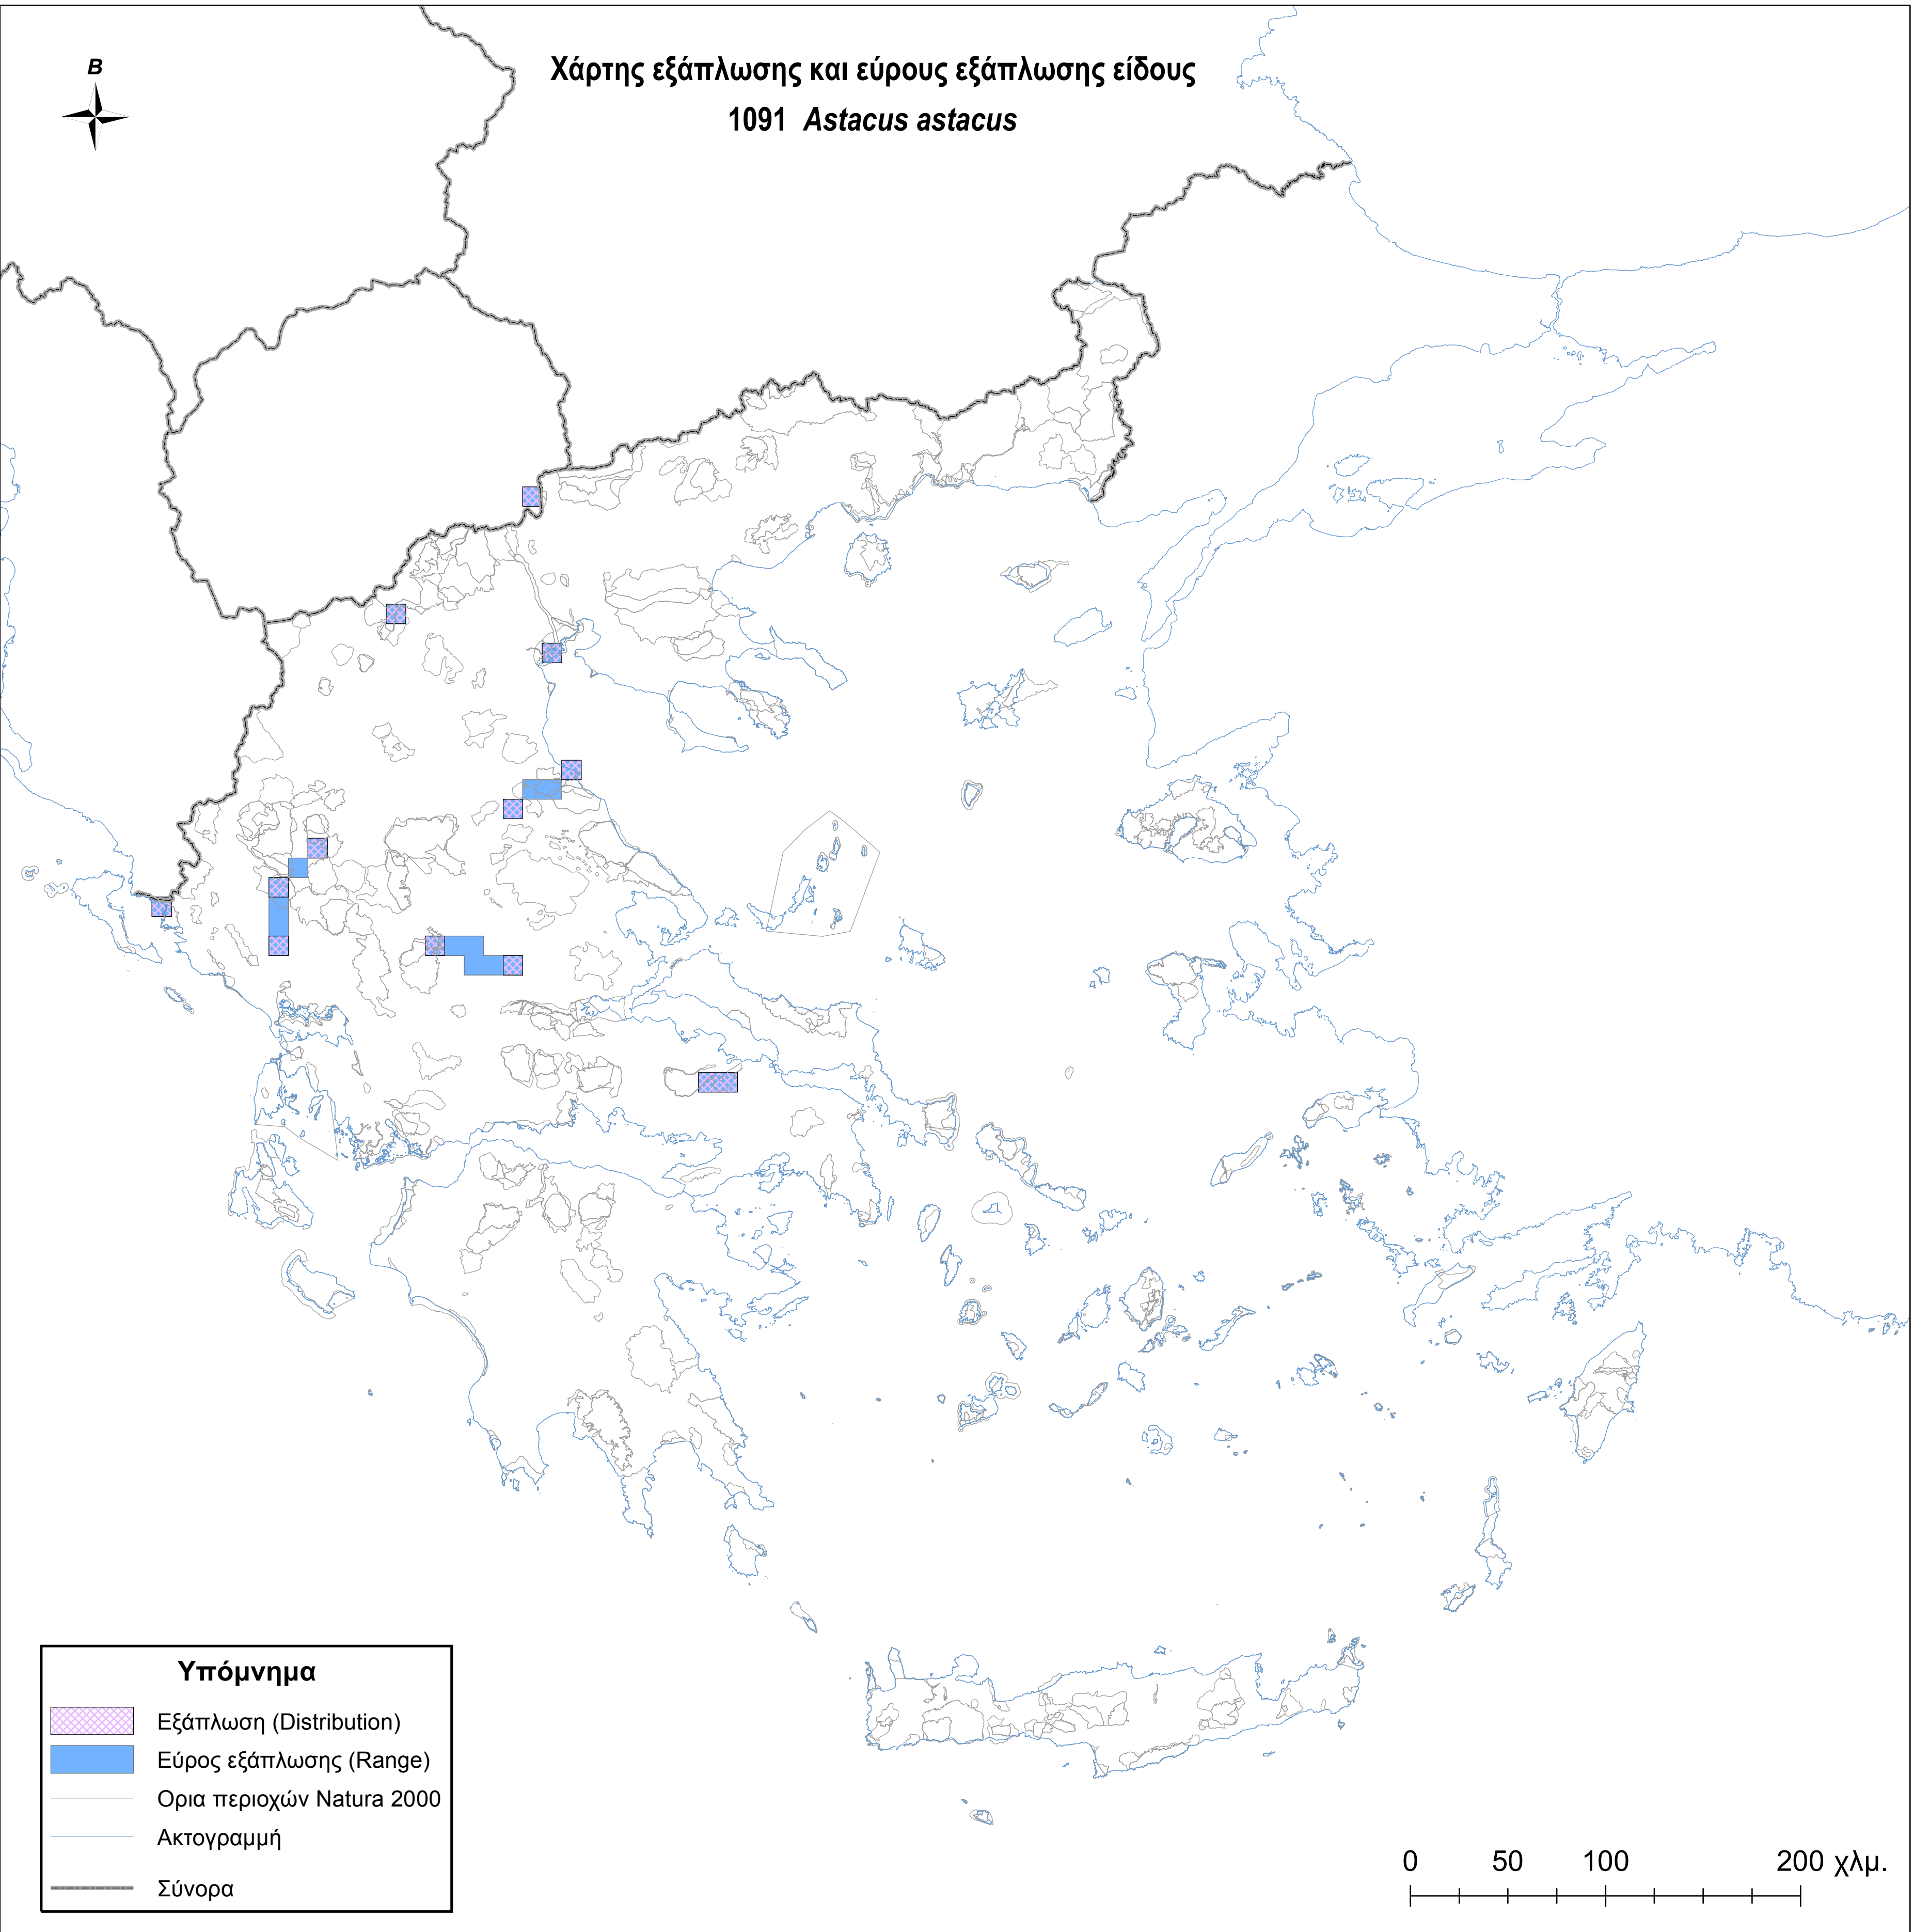 Β
Χάρτης εξάπλωσης και εύρους εξάπλωσης είδους
1091 Astacus astacus
Υπόμνημα
Εξάπλωση (Distribution)
Εύρος εξάπλωσης (Range)
Ορια περιοχών Natura 2000
Ακτογραμμή
Σύνορα
0 50 100 200 χλμ.